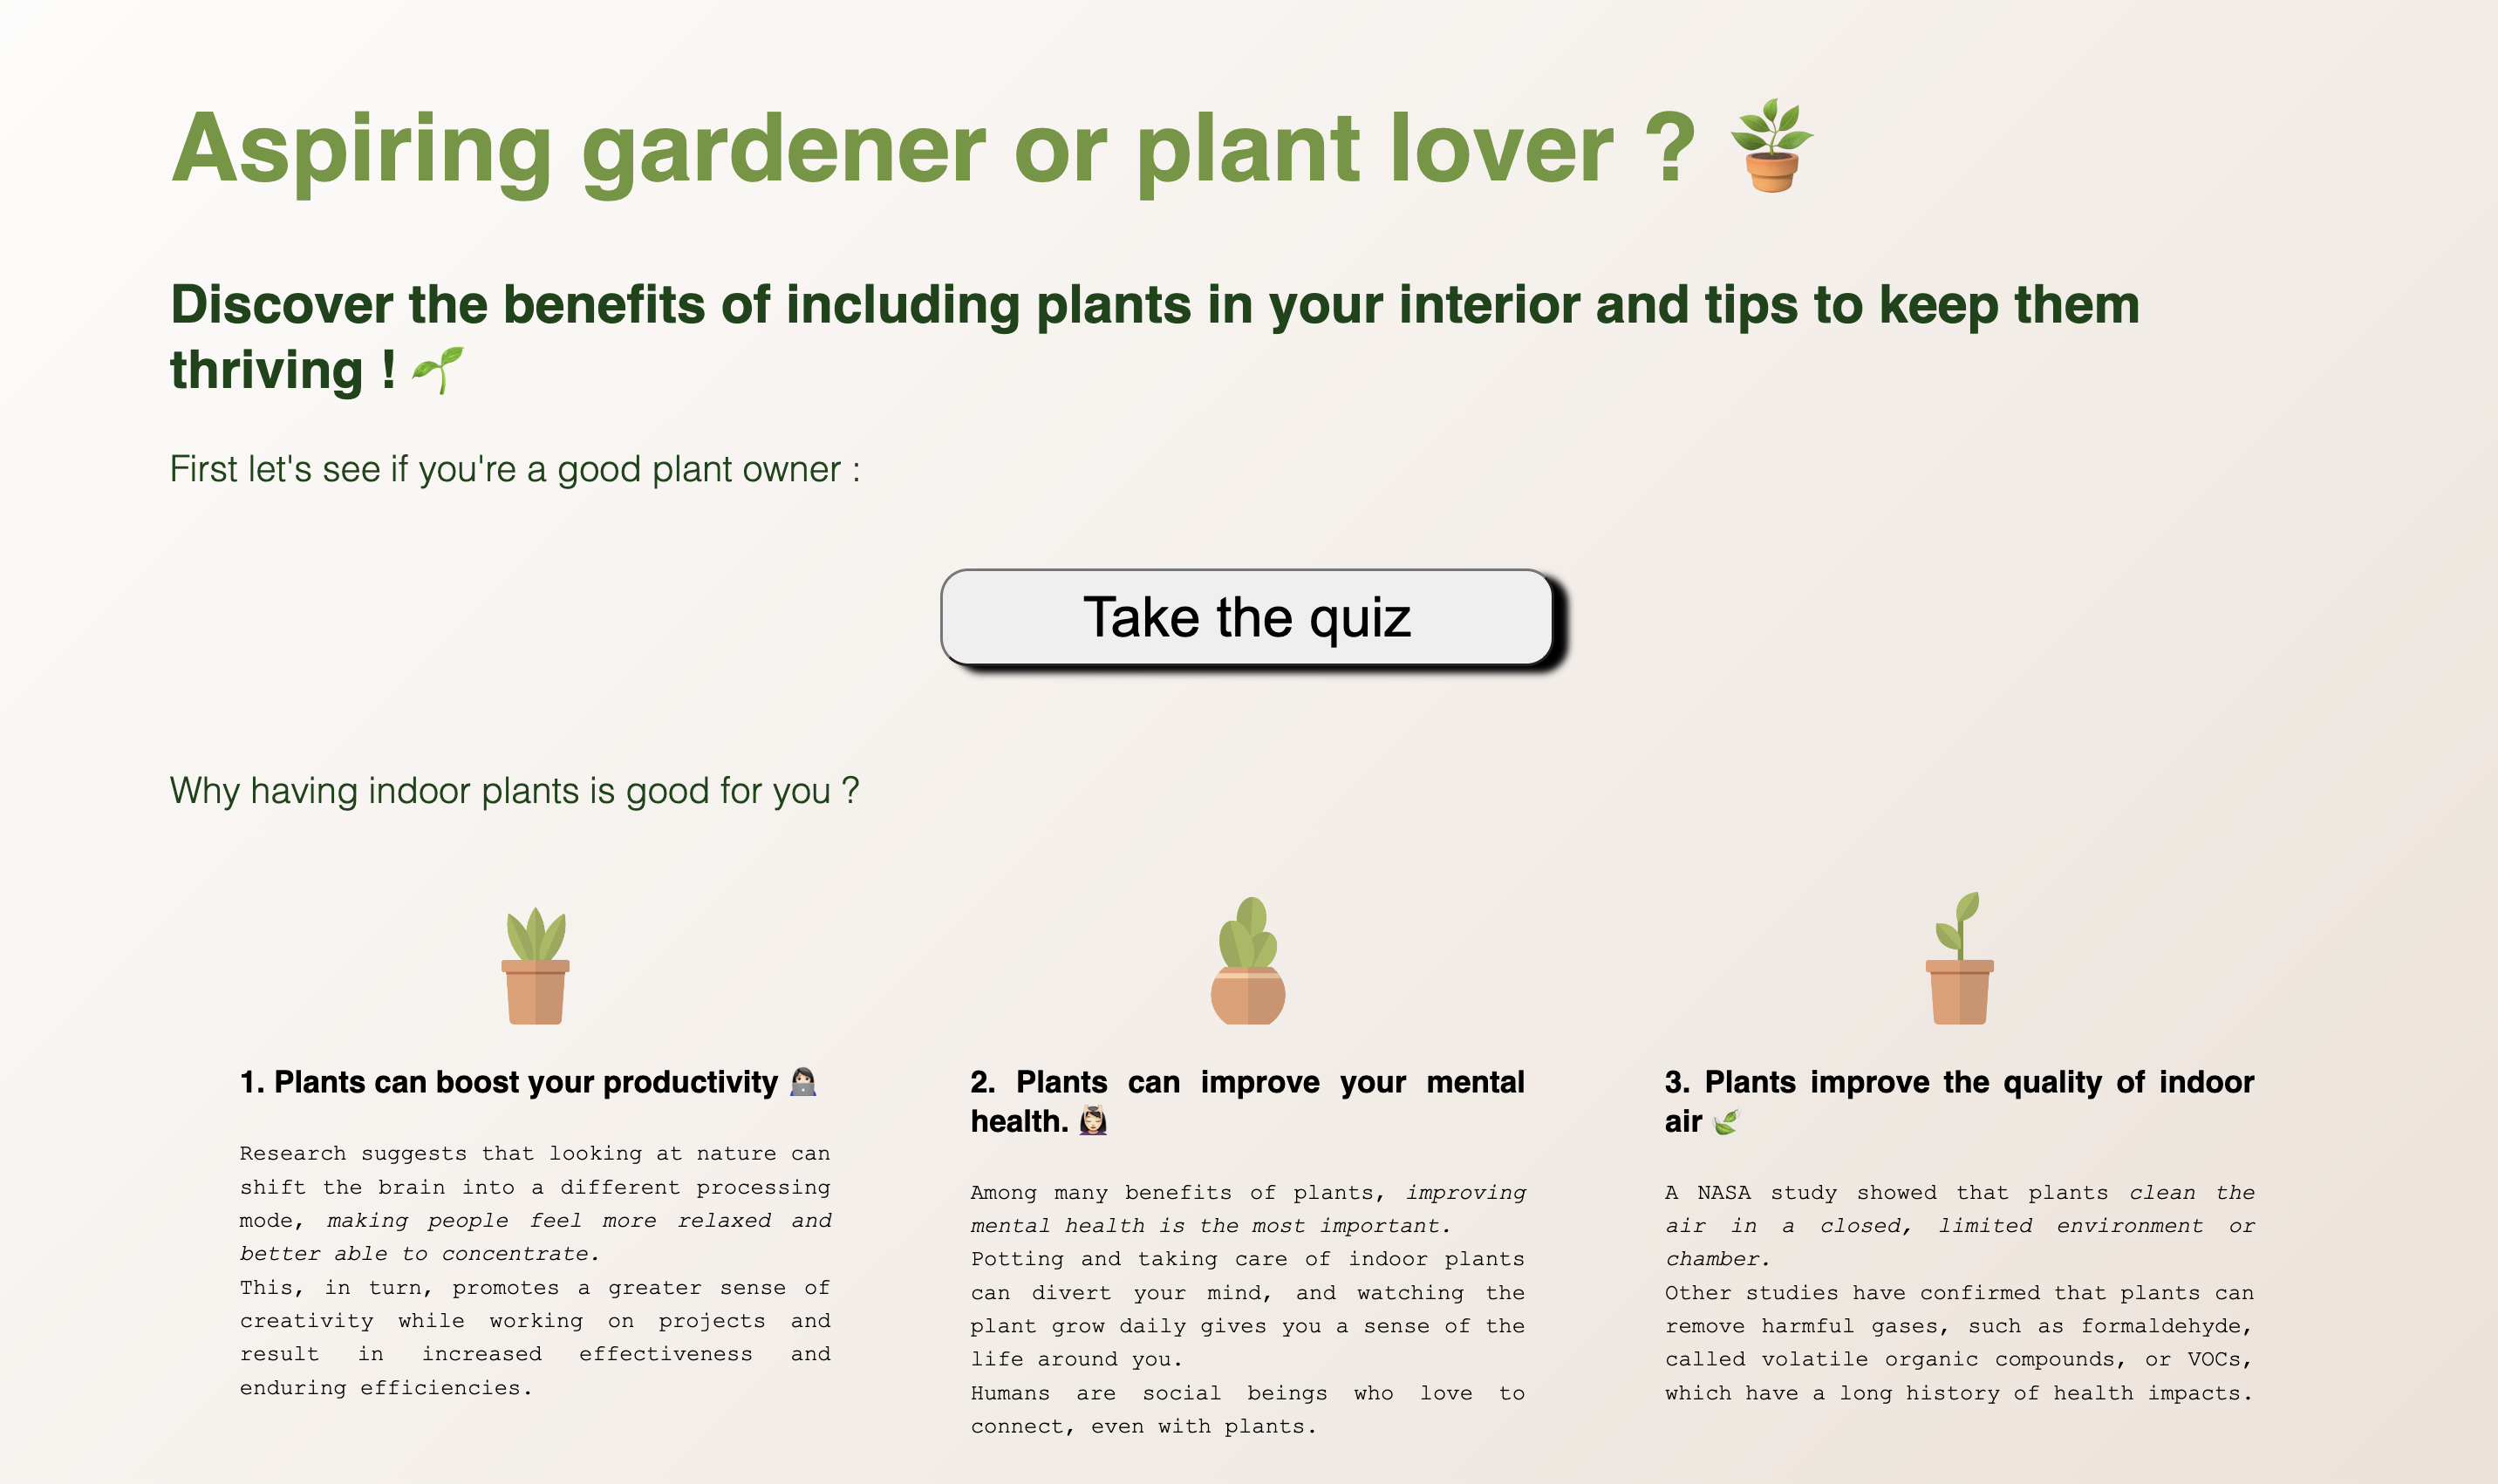 Aspiring gardener or plant lover ? 🪴
Discover the benefits of including plants in your interior and tips to keep them
thriving ! 🌱
First let's see if you're a good plant owner :
Take the quiz
Why having indoor plants is good for you ?
1. Plants can boost your productivity 👩🏻‍💻
Research suggests that looking at nature can
shift the brain into a different processing
mode, making people feel more relaxed and
better able to concentrate.
This, in turn, promotes a greater sense of
creativity while working on projects and
result in increased effectiveness and
enduring efficiencies.
2. Plants can improve your mental
health. 💆🏻‍♀️
Among many benefits of plants, improving
mental health is the most important.
Potting and taking care of indoor plants
can divert your mind, and watching the
plant grow daily gives you a sense of the
life around you.
Humans are social beings who love to
connect, even with plants.
3. Plants improve the quality of indoor
air 🍃
A NASA study showed that plants clean the
air in a closed, limited environment or
chamber.
Other studies have confirmed that plants can
remove harmful gases, such as formaldehyde,
called volatile organic compounds, or VOCs,
which have a long history of health impacts.